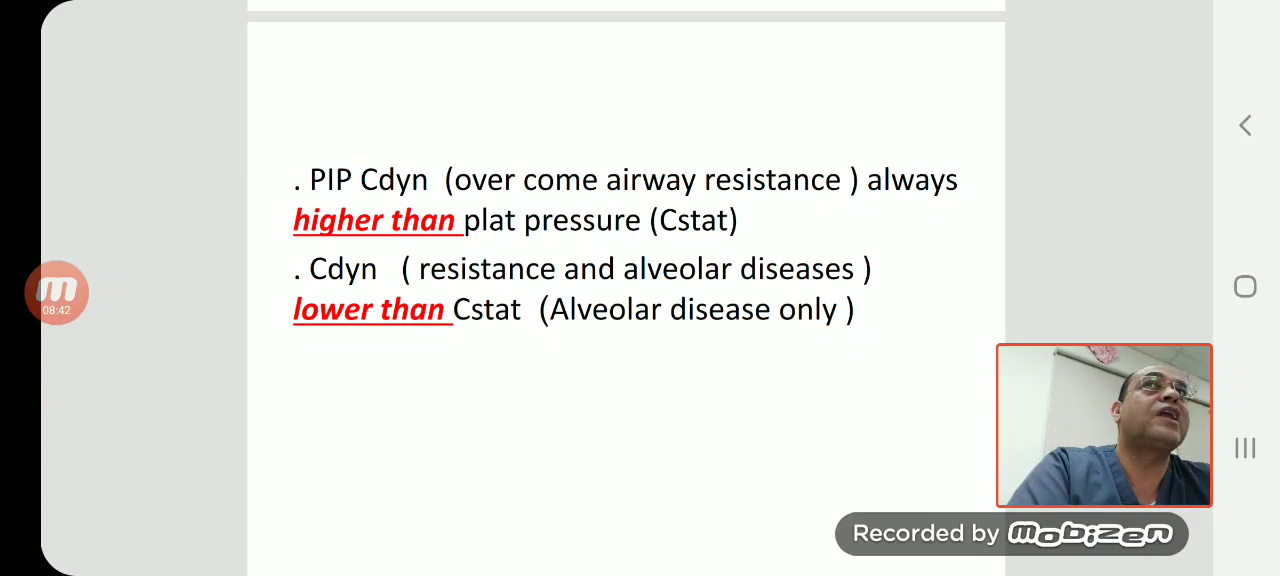 . PIP Cdyn (over come airway resistance ) always
higher than plat pressure (Cstat)
. Cdyn ( resistance and alveolar diseases )
lower than Cstat (Alveolar disease only )
m
08:42
Recorded by mobizen